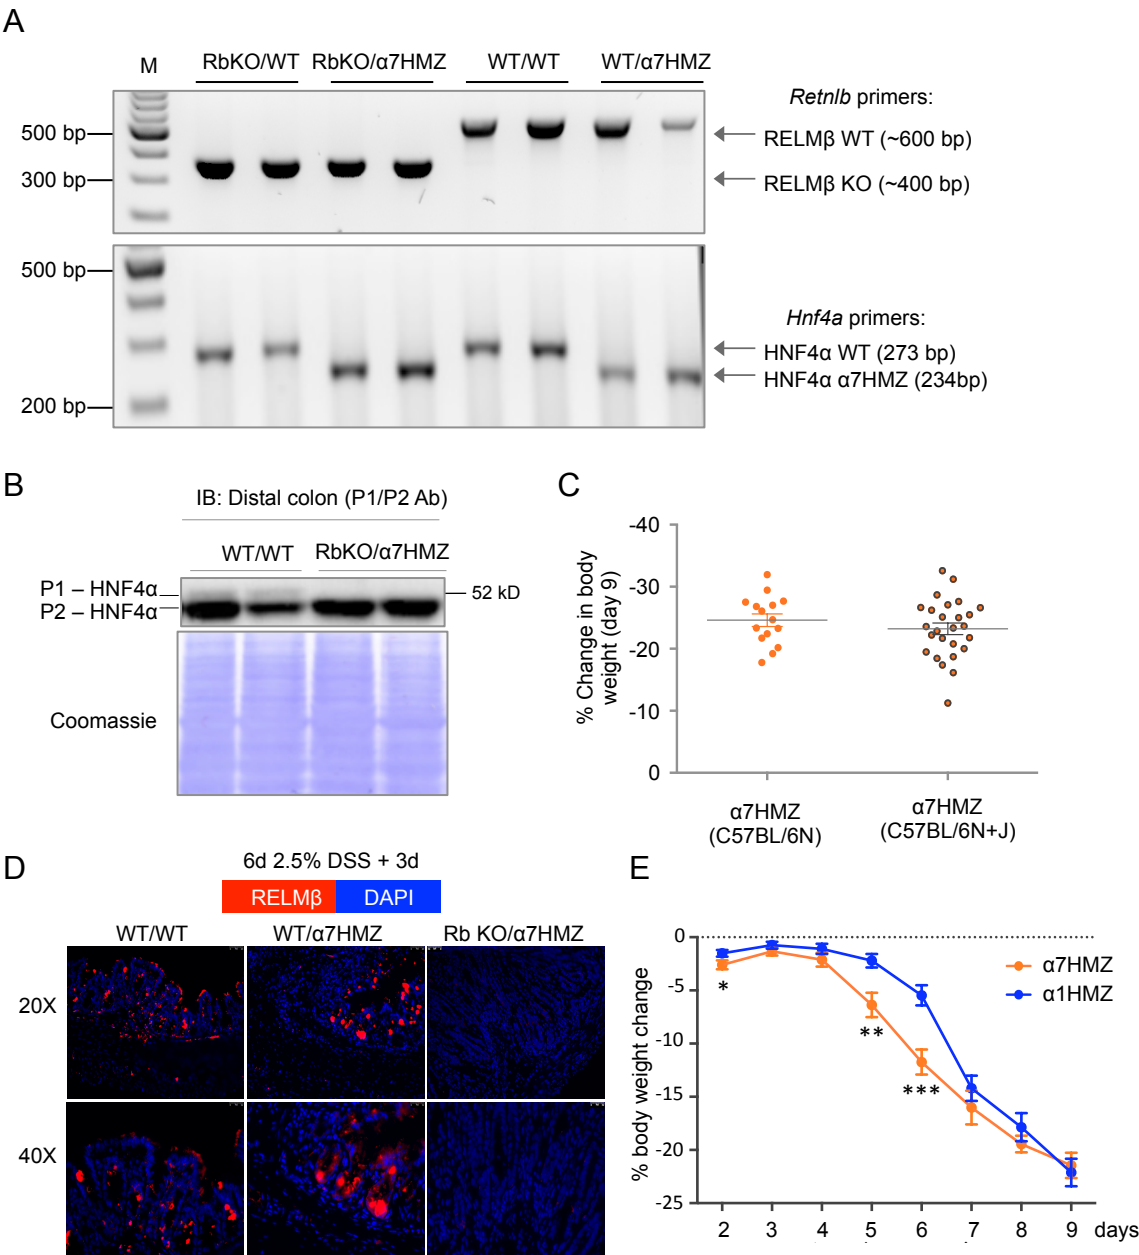 A
M
RbKO/WT
RbKO/α7HMZ
WT/WT
WT/α7HMZ
500 bp
300 bp
Retnlb primers:
RELMβ WT (~600 bp)
RELMβ KO (~400 bp)
500 bp
200 bp
Hnf4a primers:
HNF4α WT (273 bp)
HNF4α α7HMZ (234bp)
B
IB: Distal colon (P1/P2 Ab)
WT/WT
RbKO/α7HMZ
P1 – HNF4α
P2 – HNF4α
52 kD
Coomassie
C
% Change in body
weight (day 9)
-40
-30
-20
-10
0
α7HMZ
(C57BL/6N)
α7HMZ
(C57BL/6N+J)
D
6d 2.5% DSS + 3d
RELMβ
DAPI
WT/WT
WT/α7HMZ
Rb KO/α7HMZ
20X
40X
E
% body weight change
0
-5
-10
-15
-20
-25
*
**
***
α7HMZ
α1HMZ
2 3 4 5 6 7 8 9 days